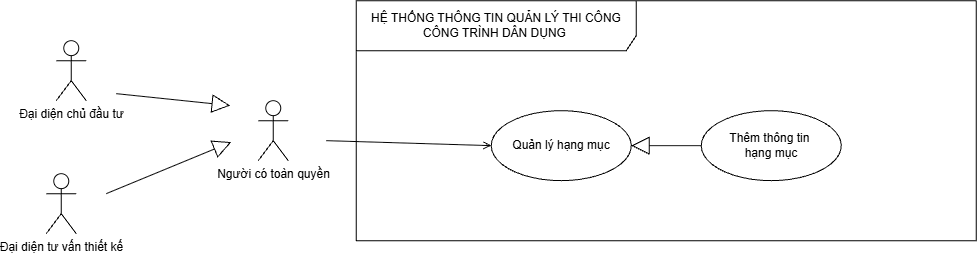 HỆ THỐNG THÔNG TIN QUẢN LÝ THI CÔNG
CÔNG TRÌNH DÂN DỤNG
Đại diện chủ đầu tư
Người có toàn quyền
Quản lý hạng mục
Thêm thông tin
hạng mục
Đại diện tư vấn thiết kế